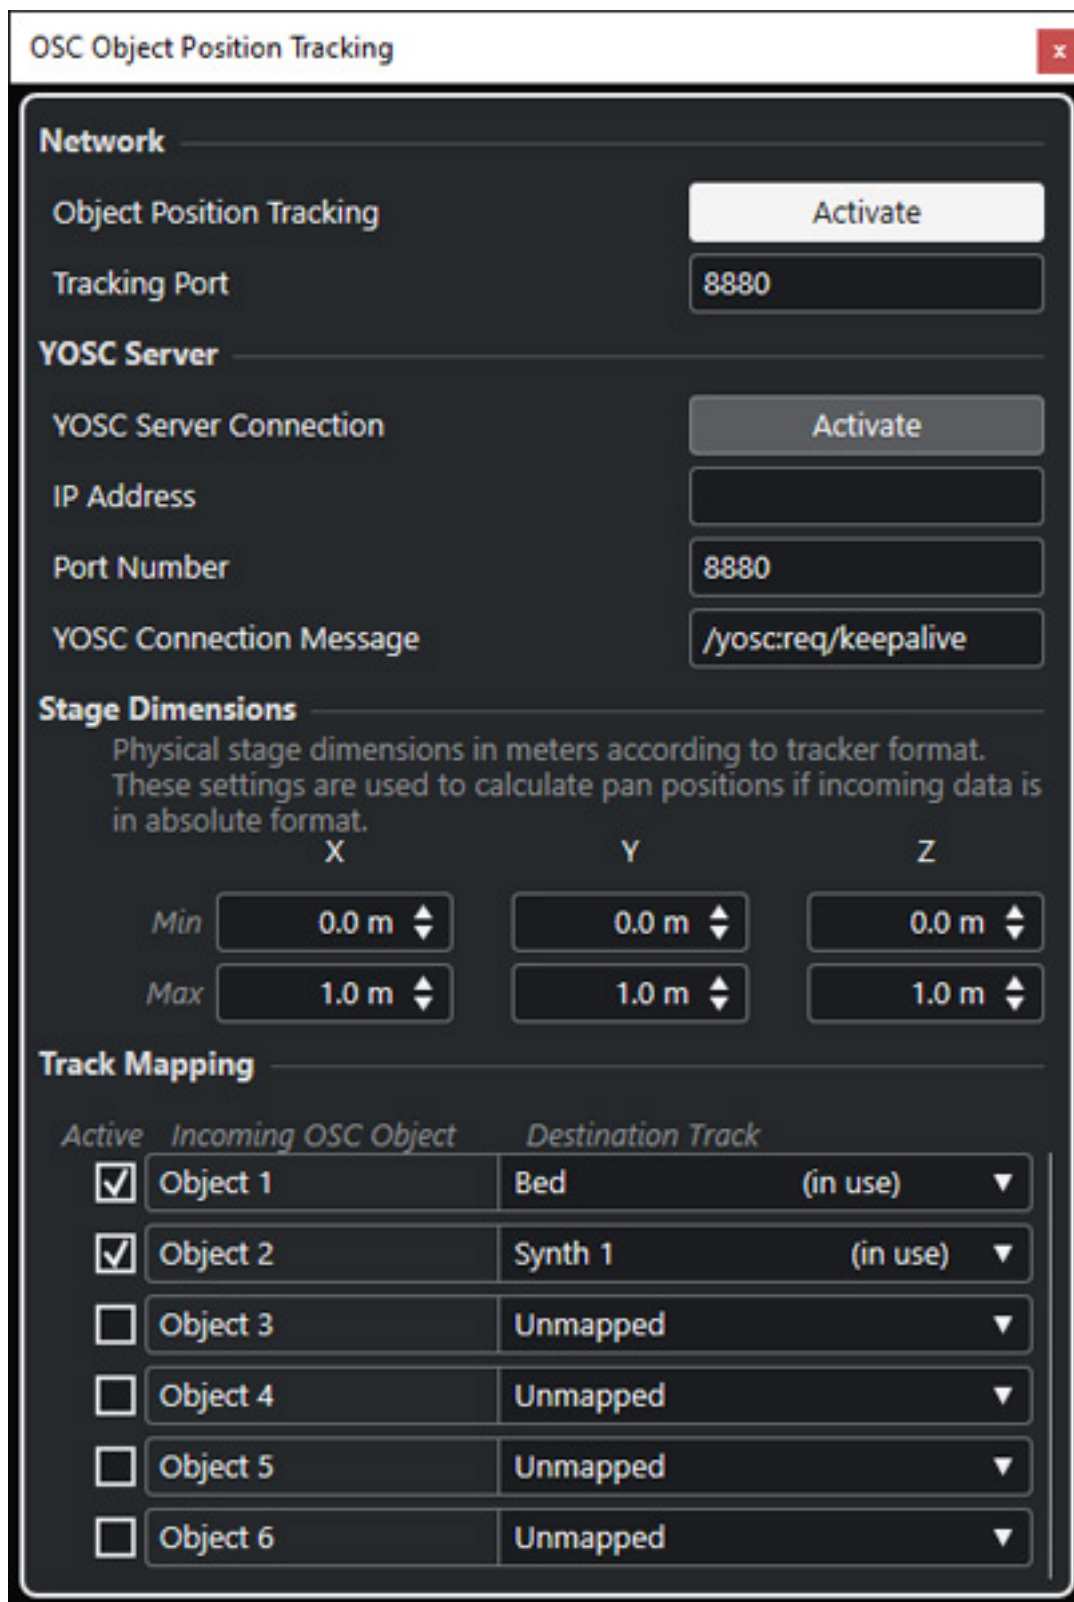 OSC Object Position Tracking
x
Network
Object Position Tracking Activate
Tracking Port 8880
YOSC Server
YOSC Server Connection Activate
IP Address
Port Number 8880
YOSC Connection Message /yosc:req/keepalive
Stage Dimensions
Physical stage dimensions in meters according to tracker format.
These settings are used to calculate pan positions if incoming data is
in absolute format.
X Y Z
Min 0.0 m 0.0 m 0.0 m
Max 1.0 m 1.0 m 1.0 m
Track Mapping
Active Incoming OSC Object Destination Track
Object 1 Bed (in use)
Object 2 Synth 1 (in use)
Object 3 Unmapped
Object 4 Unmapped
Object 5 Unmapped
Object 6 Unmapped